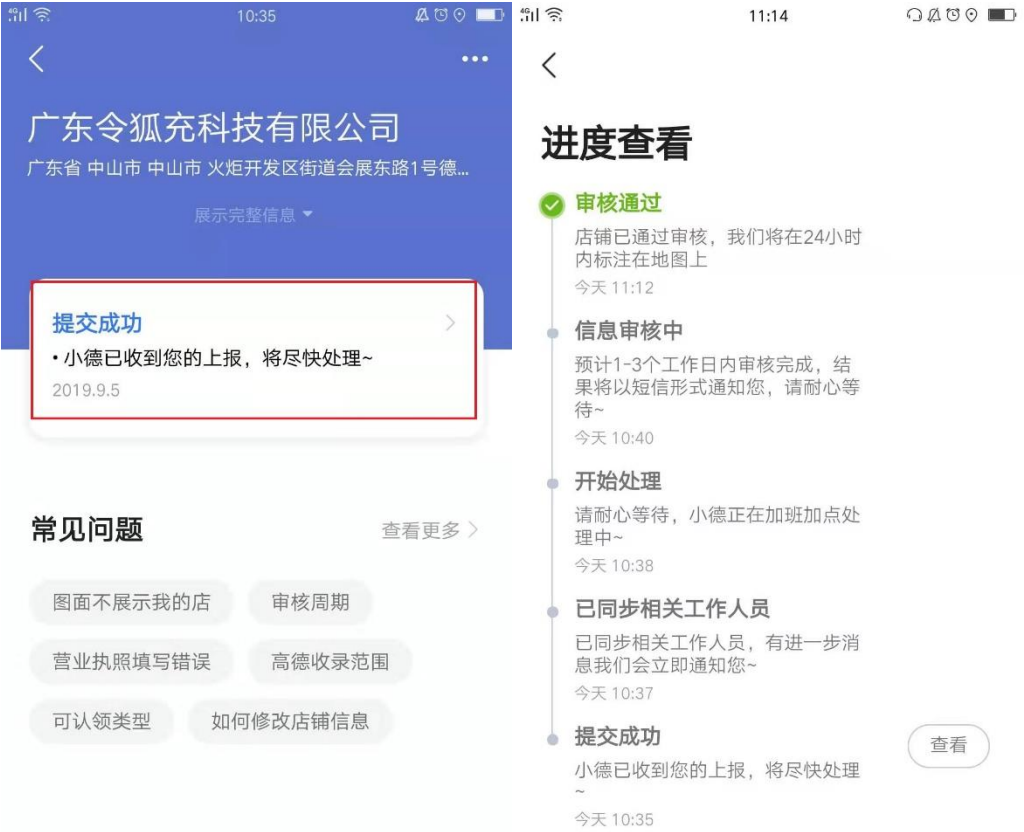 4G
10:35
广东令狐充科技有限公司
广东省 中山市 中山市 火炬开发区街道会展东路1号德...
展示完整信息
提交成功
• 小德已收到您的上报，将尽快处理~
2019.9.5
常见问题
查看更多
图面不展示我的店
审核周期
营业执照填写错误
高德收录范围
可认领类型
如何修改店铺信息
4G
11:14
进度查看
审核通过
店铺已通过审核，我们将在24小时
内标注在地图上
今天 11:12
信息审核中
预计1-3个工作日内审核完成，结
果将以短信形式通知您，请耐心等
待~
今天 10:40
开始处理
请耐心等待，小德正在加班加点处
理中~
今天 10:38
已同步相关工作人员
已同步相关工作人员，有进一步消
息我们会立即通知您~
今天 10:37
提交成功
小德已收到您的上报，将尽快处理
~
今天 10:35
查看